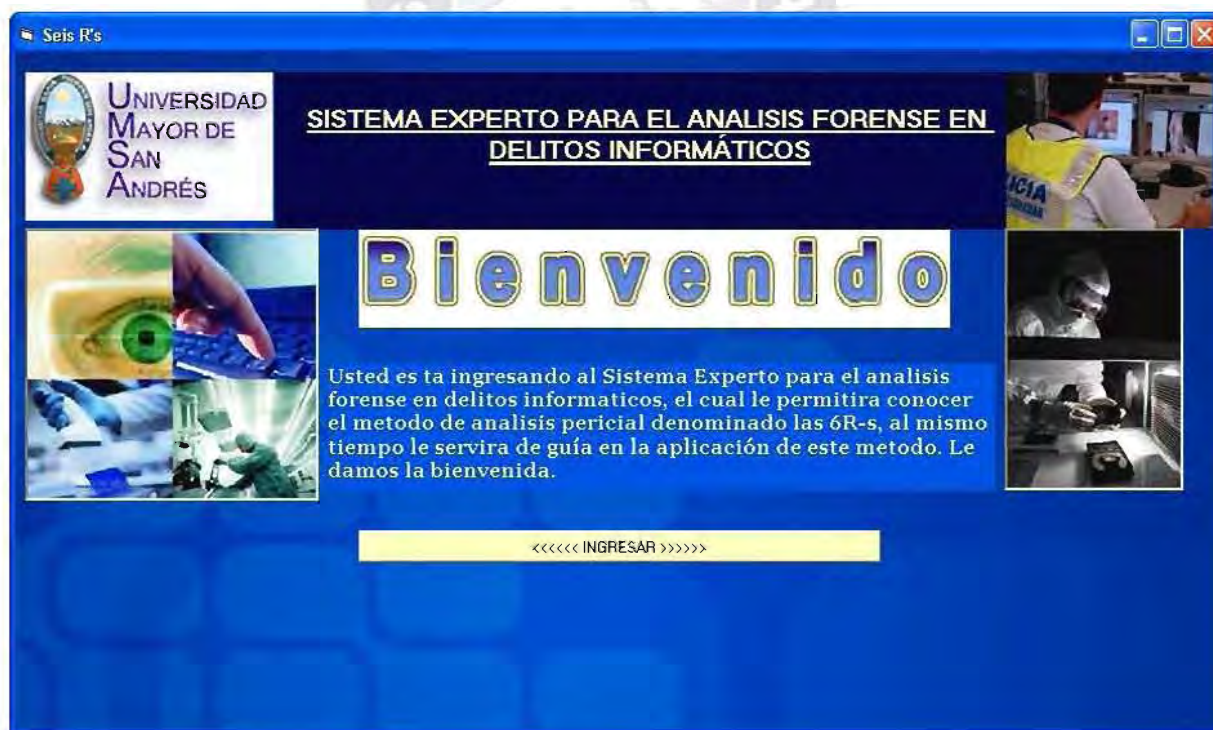 Seis R's
UNIVERSIDAD
MAYOR DE
SAN
ANDRÉS
SISTEMA EXPERTO PARA EL ANALISIS FORENSE EN
DELITOS INFORMÁTICOS
LICIA
Bienvenido
Usted es ta ingresando al Sistema Experto para el analisis
forense en delitos informaticos, el cual le permitira conocer
el metodo de analisis pericial denominado las 6R-s, al mismo
tiempo le servira de guía en la aplicación de este metodo. Le
damos la bienvenida.
<<<<<< INGRESAR >>>>>>